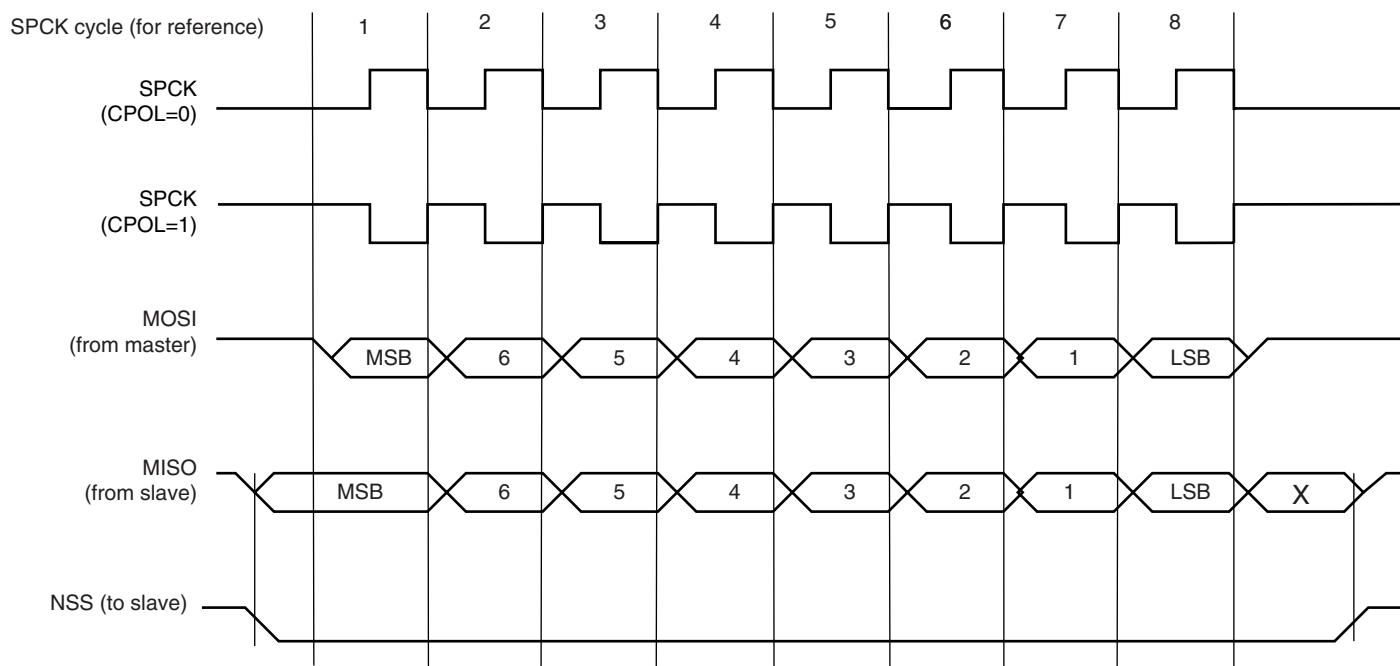 SPCK cycle (for reference) 1 2 3 4 5 6 7 8
SPCK
(CPOL=0)
SPCK
(CPOL=1)
MOSI
(from master)
MSB 6 5 4 3 2 1 LSB
MISO
(from slave)
MSB 6 5 4 3 2 1 LSB X
NSS (to slave)